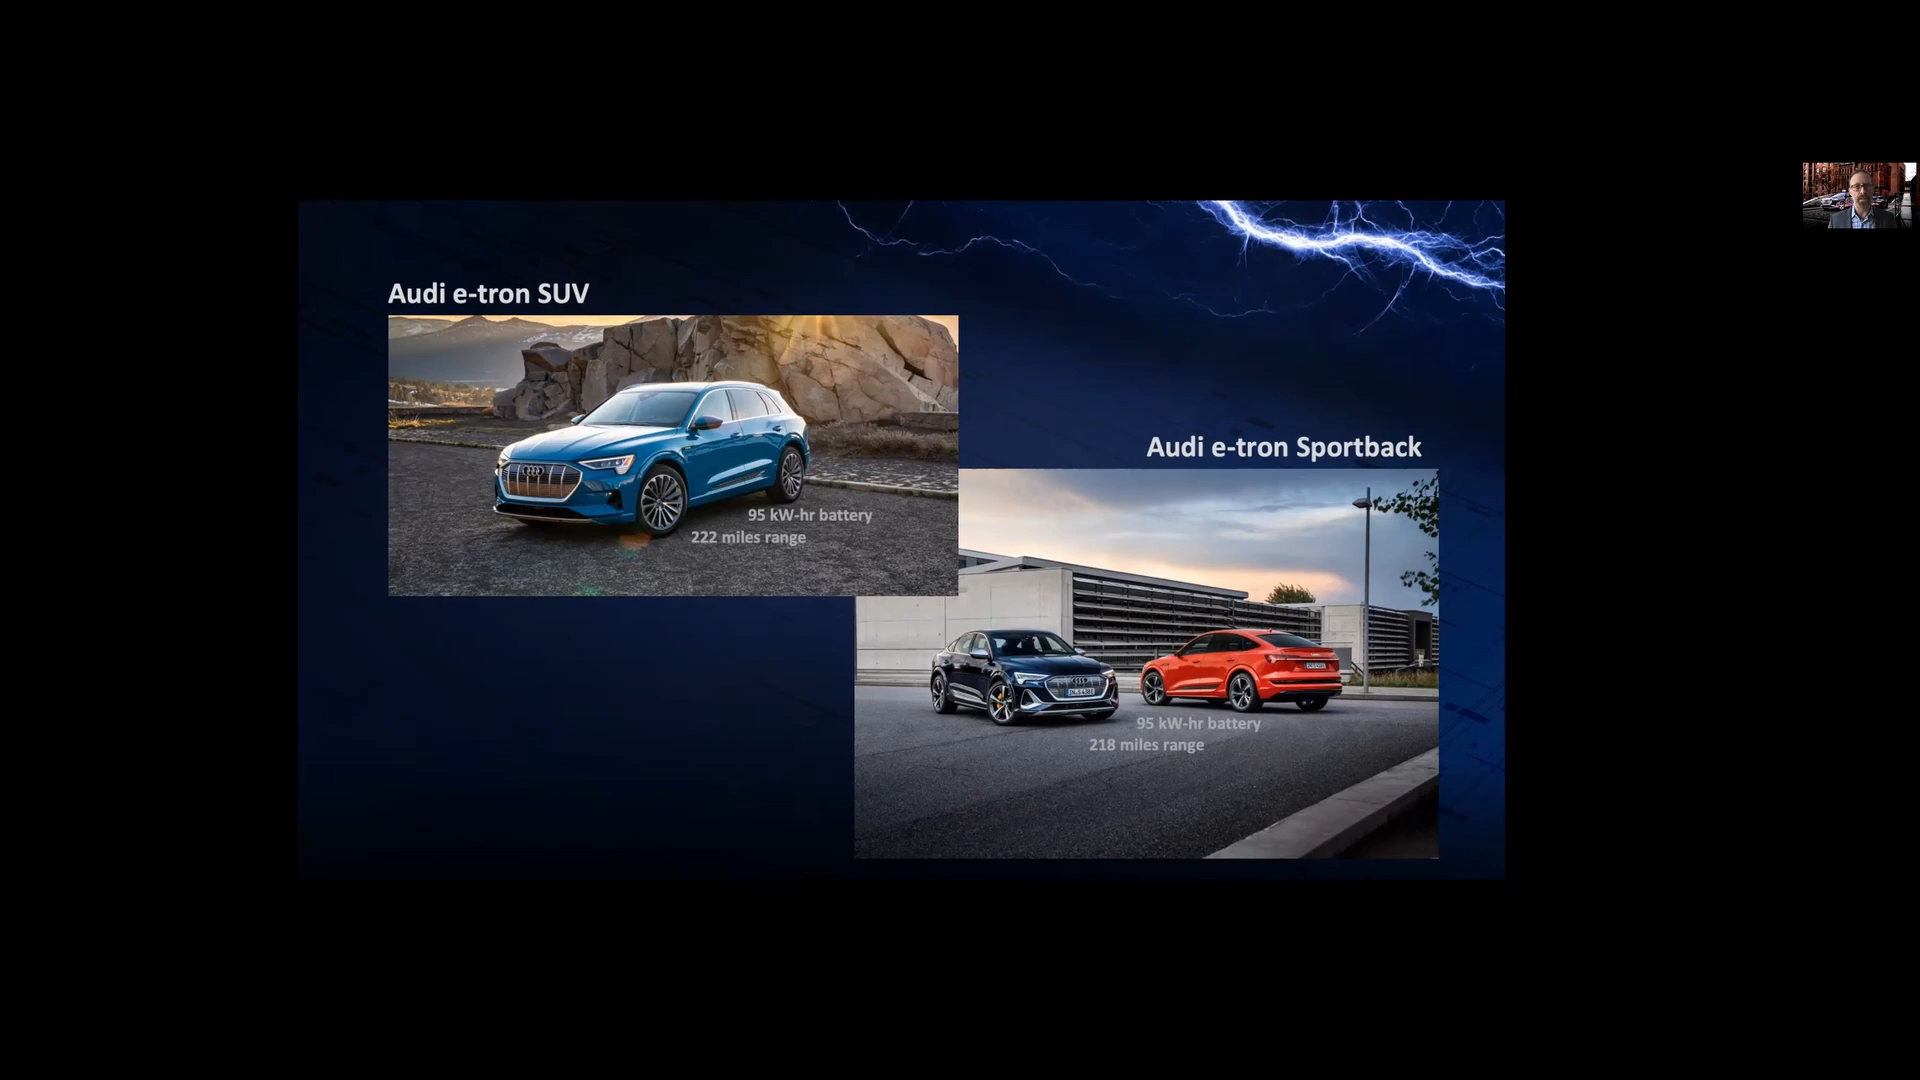 Audi e-tron SUV
95 kW-hr battery
222 miles range
Audi e-tron Sportback
95 kW-hr battery
218 miles range